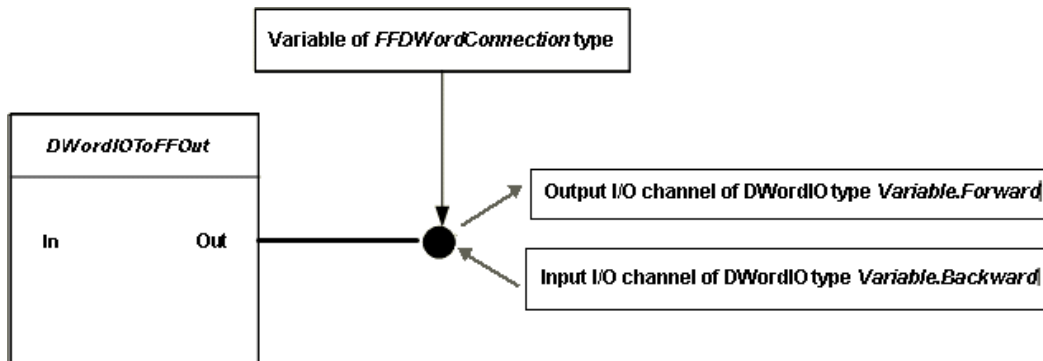 Variable of FFDWordConnection type
DWordIOToFFOut
Output I/O channel of DWordIO type Variable.Forward
In Out
Input I/O channel of DWordIO type Variable.Backward